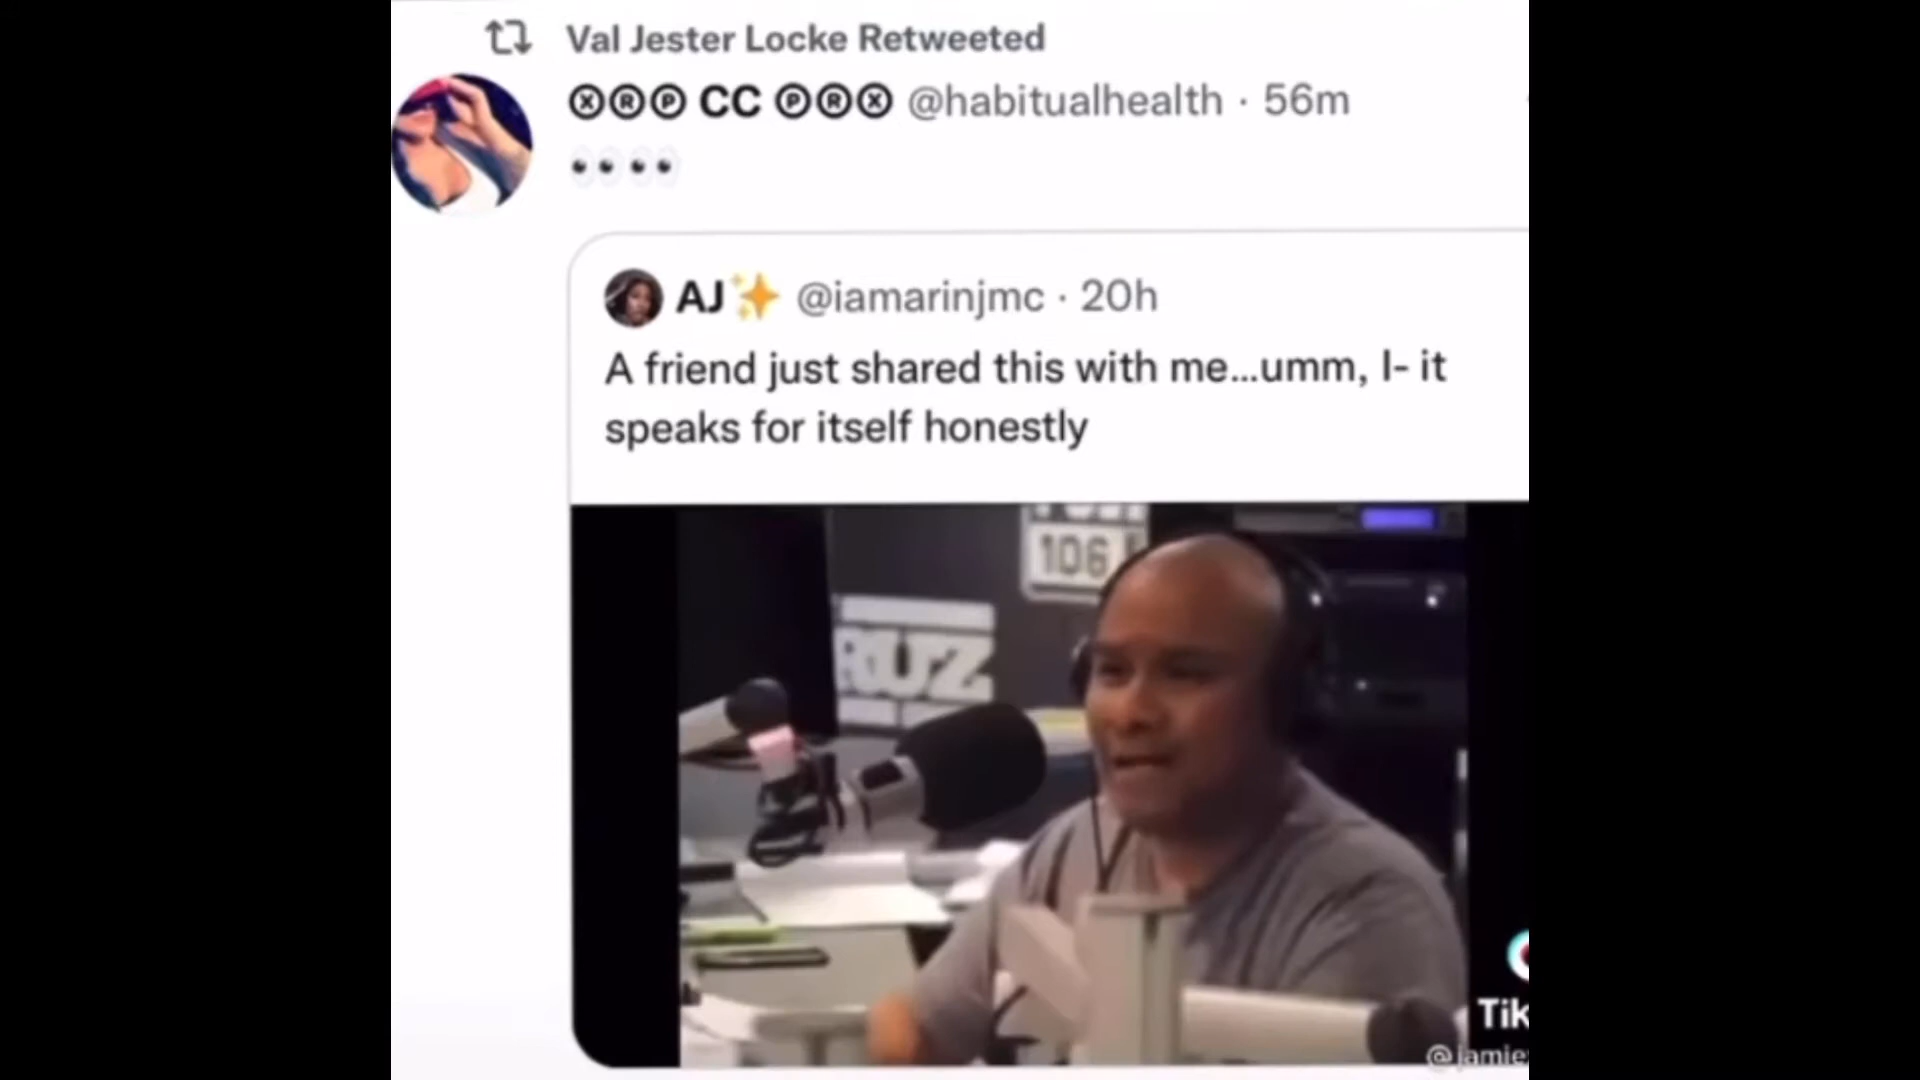 Val Jester Locke Retweeted
ⓍⓇⓅ CC ⓅⓇⓍ @habitualhealth · 56m
👀👀
AJ✨ @iamarinjmc · 20h
A friend just shared this with me...umm, I- it
speaks for itself honestly
106
RUZ
Tik
@jamie